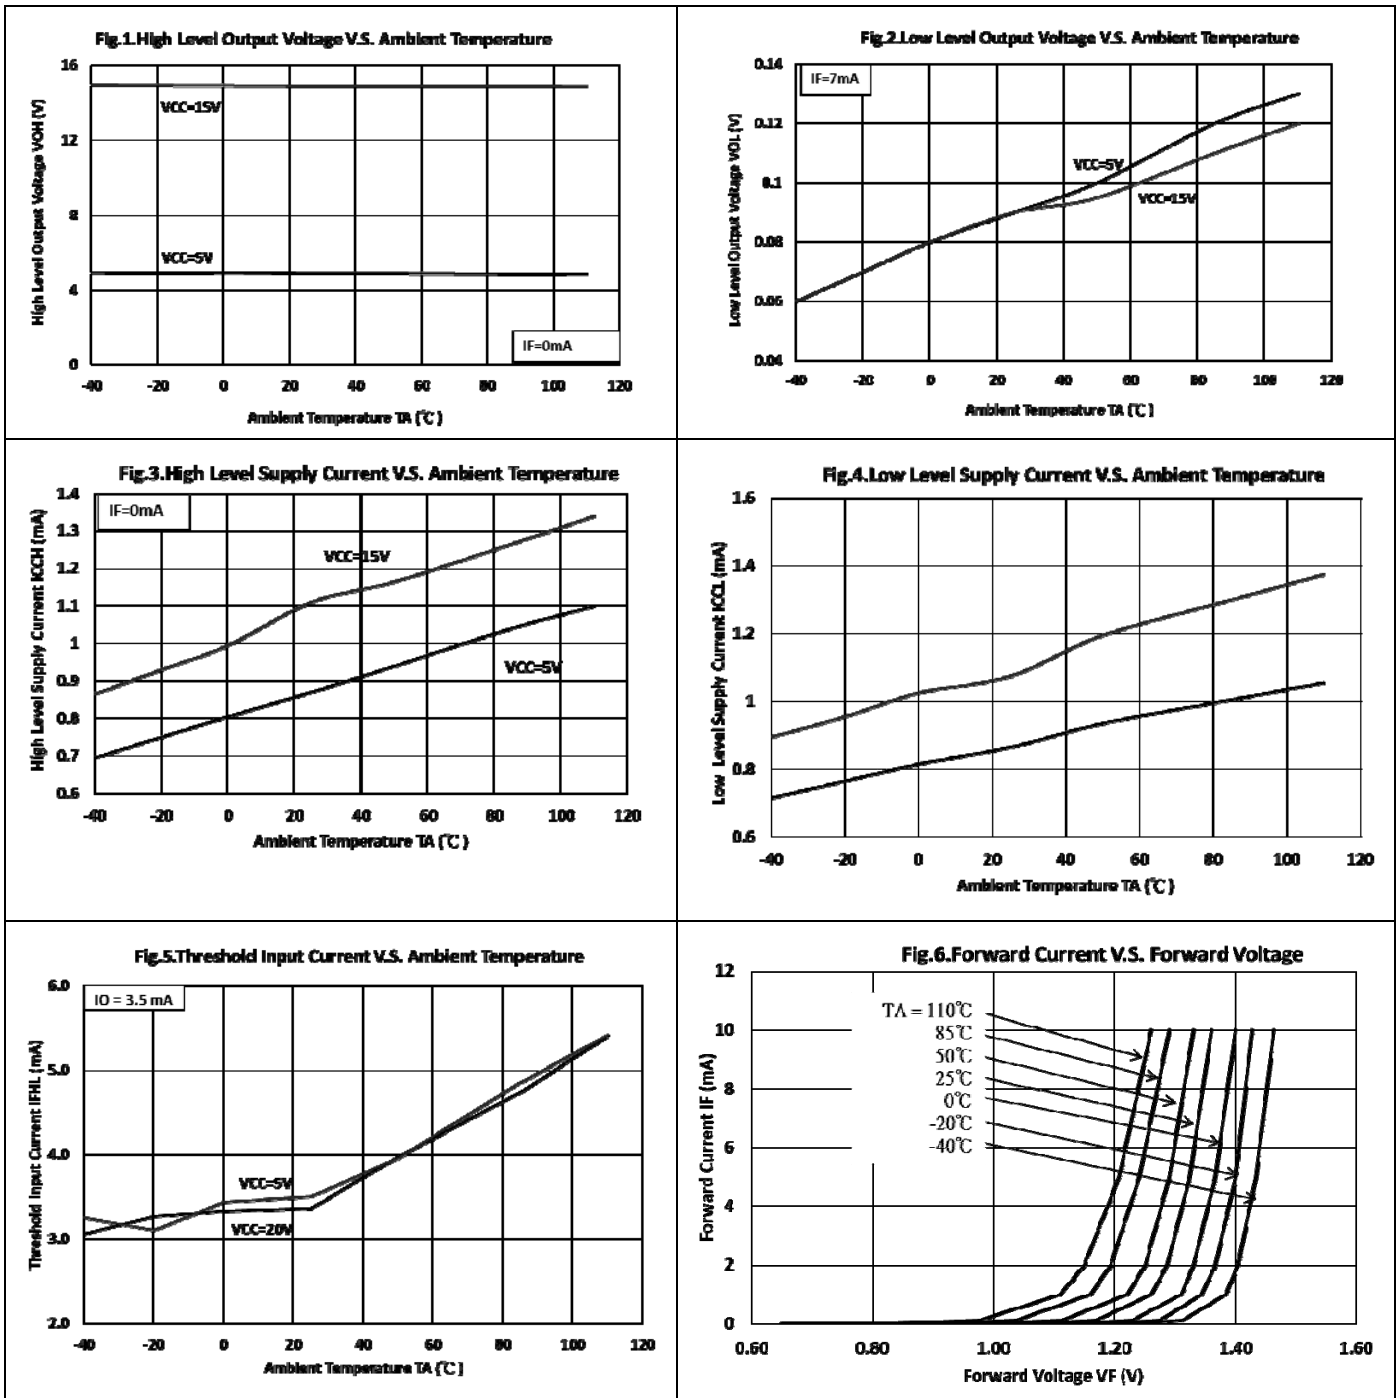 Fig.1.High Level Output Voltage V.S. Ambient Temperature
High Level Output Voltage VOH (V)
16
12
8
4
0
VCC=15V
VCC=5V
IF=0mA
-40 -20 0 20 40 60 80 100 120
Ambient Temperature TA (℃)
Fig.2.Low Level Output Voltage V.S. Ambient Temperature
Low Level Output Voltage VOL (V)
0.14
0.12
0.1
0.08
0.06
0.04
IF=7mA
VCC=5V
VCC=15V
-40 -20 0 20 40 60 80 100 120
Ambient Temperature TA (℃)
Fig.3.High Level Supply Current V.S. Ambient Temperature
High Level Supply Current ICCH (mA)
1.4
1.3
1.2
1.1
1
0.9
0.8
0.7
0.6
IF=0mA
VCC=15V
VCC=5V
-40 -20 0 20 40 60 80 100 120
Ambient Temperature TA (℃)
Fig.4.Low Level Supply Current V.S. Ambient Temperature
Low Level Supply Current ICCL (mA)
1.6
1.4
1.2
1
0.8
0.6
-40 -20 0 20 40 60 80 100 120
Ambient Temperature TA (℃)
Fig.5.Threshold Input Current V.S. Ambient Temperature
Threshold Input Current IFHL (mA)
6.0
5.0
4.0
3.0
2.0
IO = 3.5 mA
VCC=5V
VCC=20V
-40 -20 0 20 40 60 80 100 120
Ambient Temperature TA (℃)
Fig.6.Forward Current V.S. Forward Voltage
Forward Current IF (mA)
12
10
8
6
4
2
0
TA = 110℃
85℃
50℃
25℃
0℃
-20℃
-40℃
0.60 0.80 1.00 1.20 1.40 1.60
Forward Voltage VF (V)